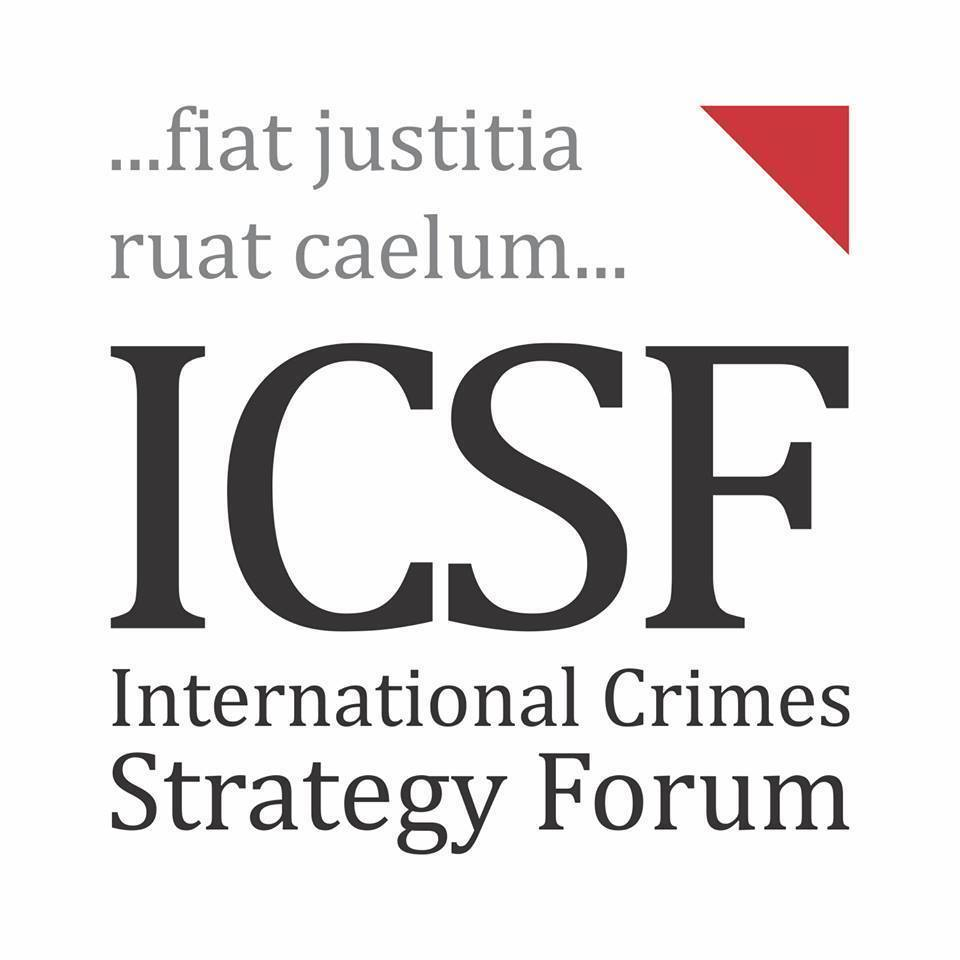 ...fiat justitia
ruat caelum...
ICSF
International Crimes
Strategy Forum